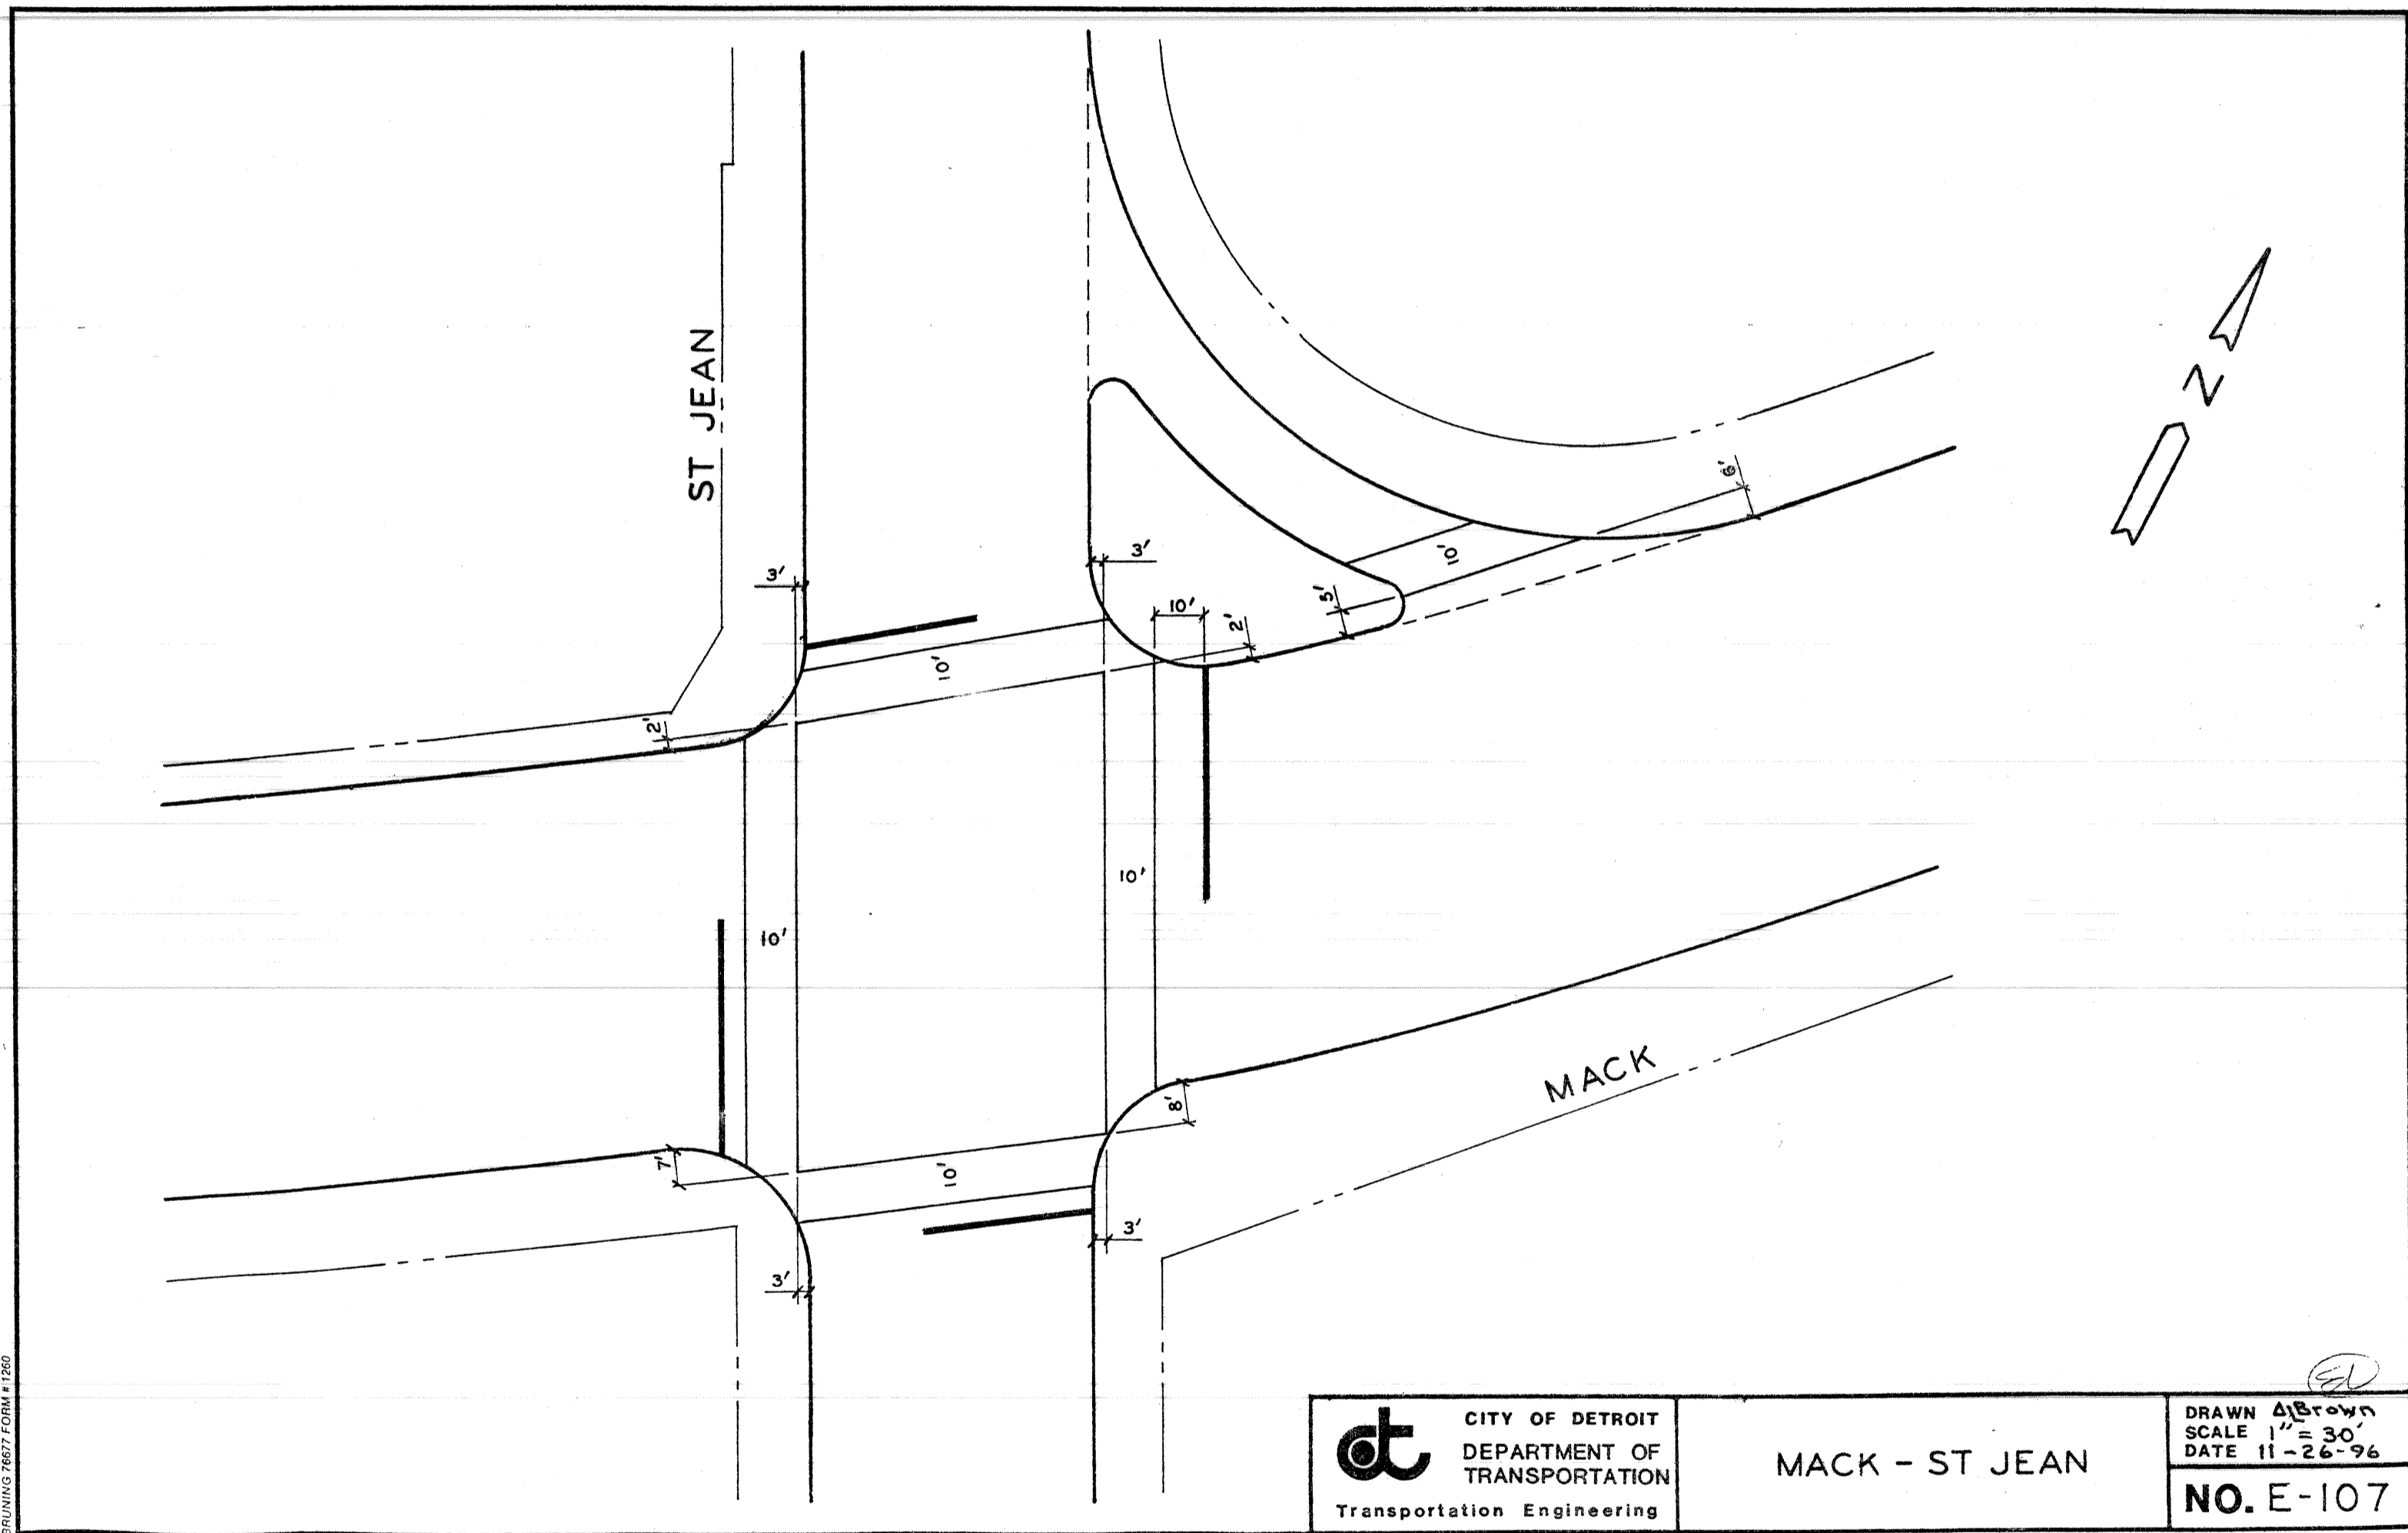 ST JEAN
6'
10'
3'
3'
5'
10'
2'
10'
2'
10'
10'
MACK
8'
7'
10'
3'
3'
N
BRUNING 76677 FORM # 1260
CITY OF DETROIT
DEPARTMENT OF
TRANSPORTATION
Transportation Engineering
MACK - ST JEAN
DRAWN ALBrown
SCALE 1" = 30'
DATE 11-26-96
NO. E-107